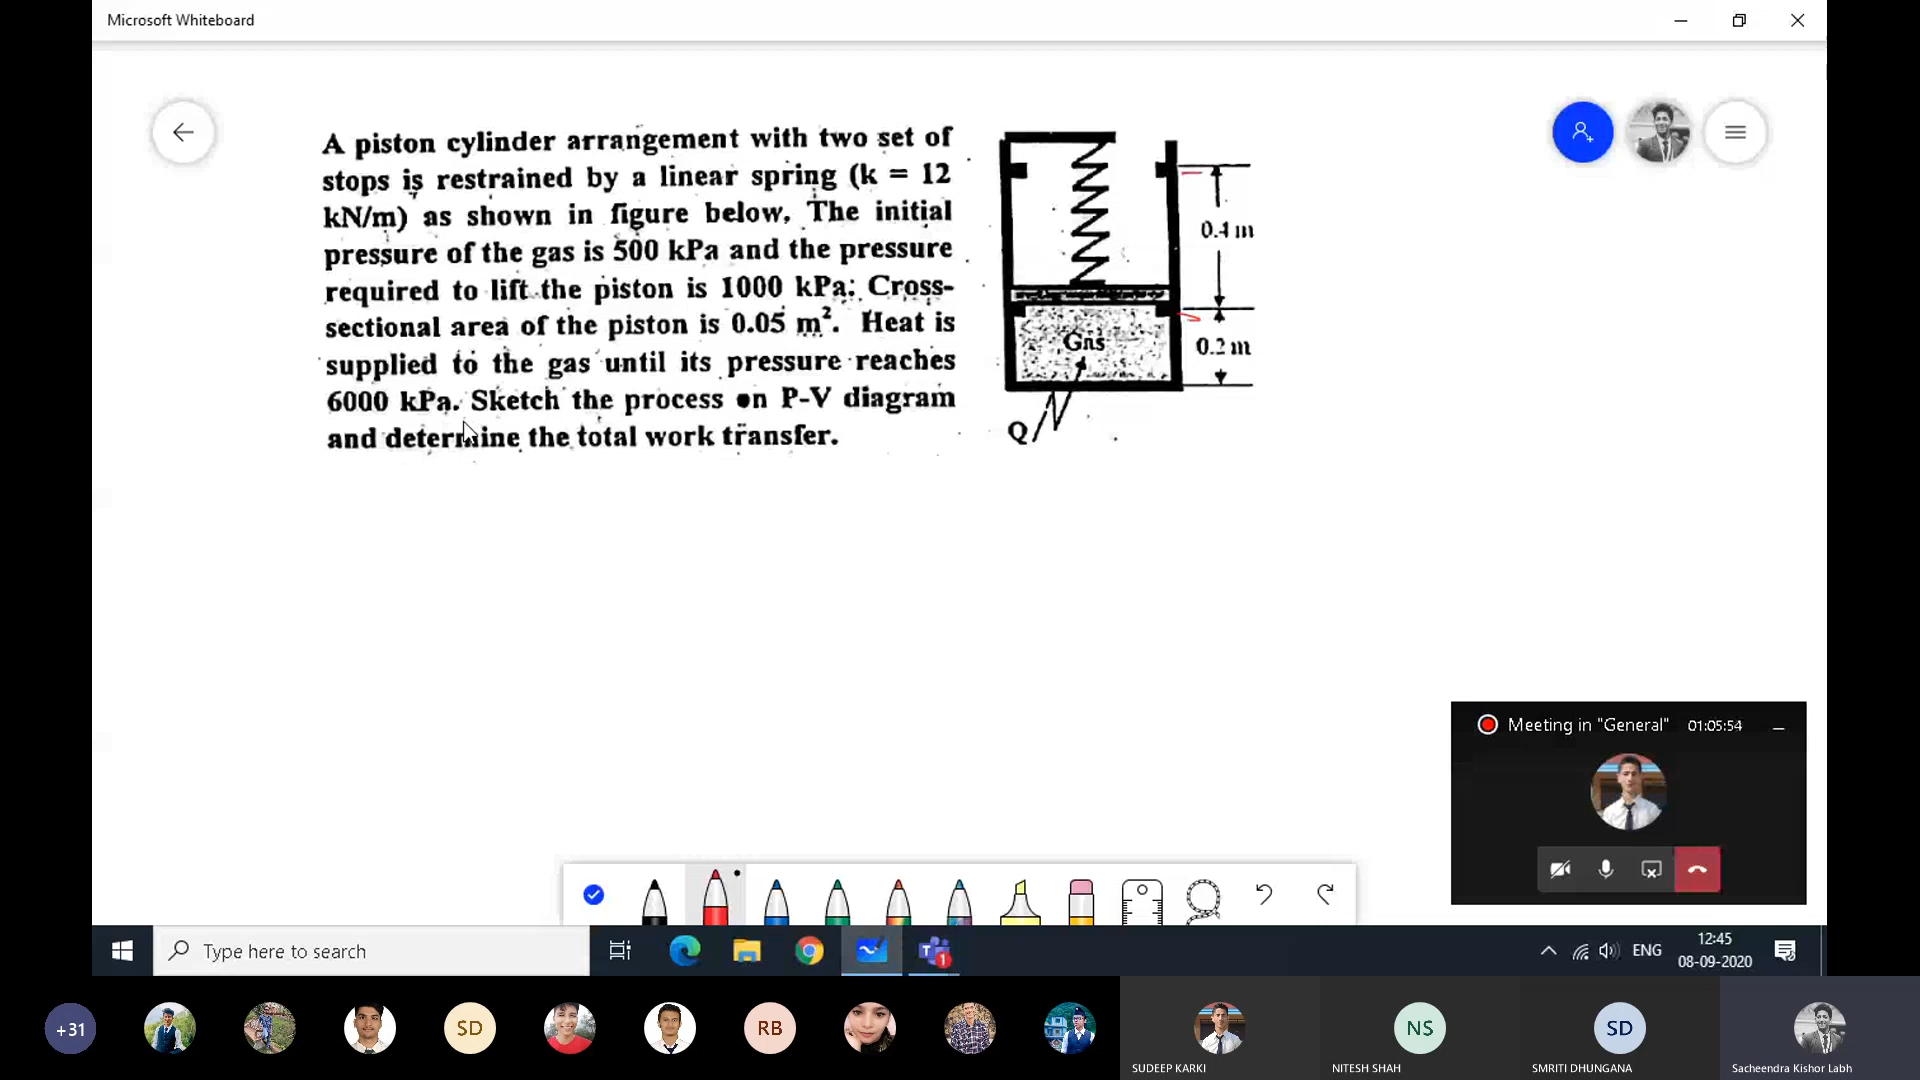 Microsoft Whiteboard
A piston cylinder arrangement with two set of
stops is restrained by a linear spring (k = 12
kN/m) as shown in figure below. The initial
pressure of the gas is 500 kPa and the pressure
required to lift the piston is 1000 kPa. Cross-
sectional area of the piston is 0.05 m². Heat is
supplied to the gas until its pressure reaches
6000 kPa. Sketch the process on P-V diagram
and determine the total work transfer.
0.4 m
0.2 m
Gas
Q
Meeting in "General" 01:05:54
Type here to search
1
ENG
12:45
08-09-2020
+31
SD
RB
NS
SD
SUDEEP KARKI
NITESH SHAH
SMRITI DHUNGANA
Sacheendra Kishor Labh